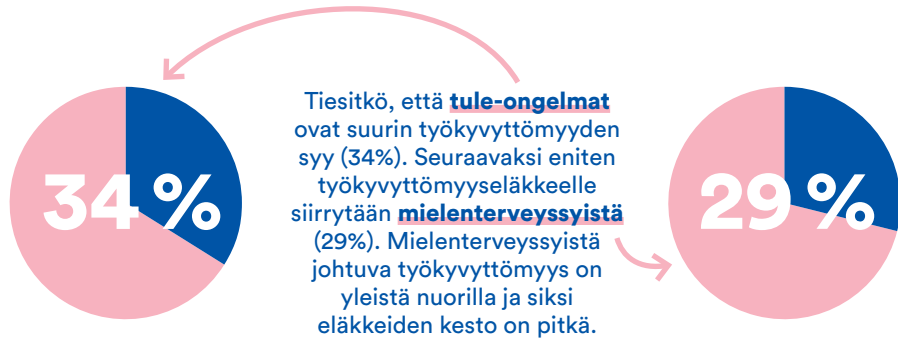 34 %
Tiesitkö, että tule-ongelmat
ovat suurin työkyvyttömyyden
syy (34%). Seuraavaksi eniten
työkyvyttömyyseläkkeelle
siirrytään mielenterveyssyistä
(29%). Mielenterveyssyistä
johtuva työkyvyttömyys on
yleistä nuorilla ja siksi
eläkkeiden kesto on pitkä.
29 %